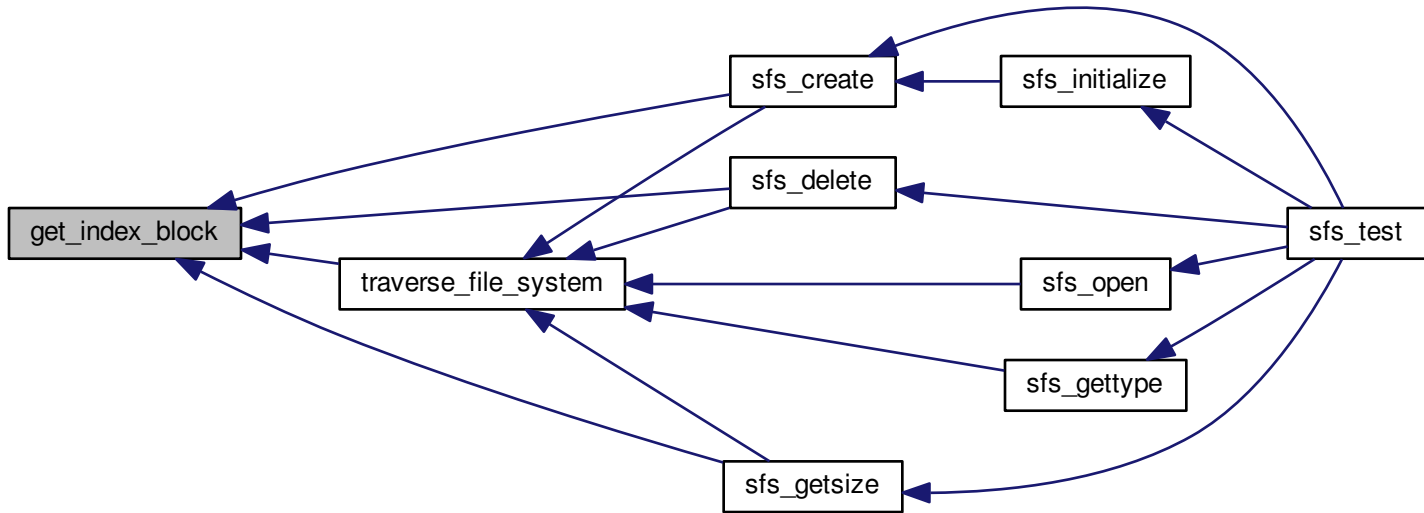 sfs_create
sfs_initialize
sfs_delete
get_index_block
sfs_test
traverse_file_system
sfs_open
sfs_gettype
sfs_getsize